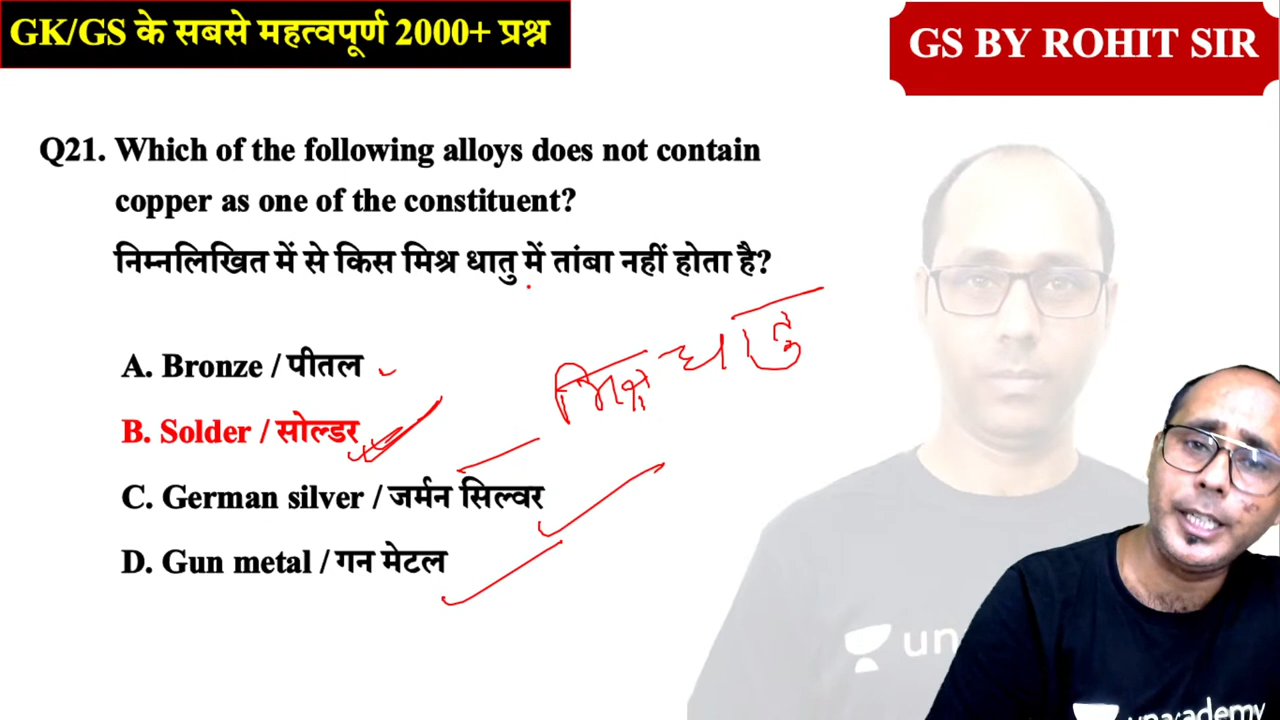 GK/GS के सबसे महत्वपूर्ण 2000+ प्रश्न
GS BY ROHIT SIR
Q21. Which of the following alloys does not contain
copper as one of the constituent?
निम्नलिखित में से किस मिश्र धातु में तांबा नहीं होता है?
A. Bronze / पीतल
B. Solder / सोल्डर
C. German silver / जर्मन सिल्वर
D. Gun metal / गन मेटल
मिश्र धातु
una
unacademy